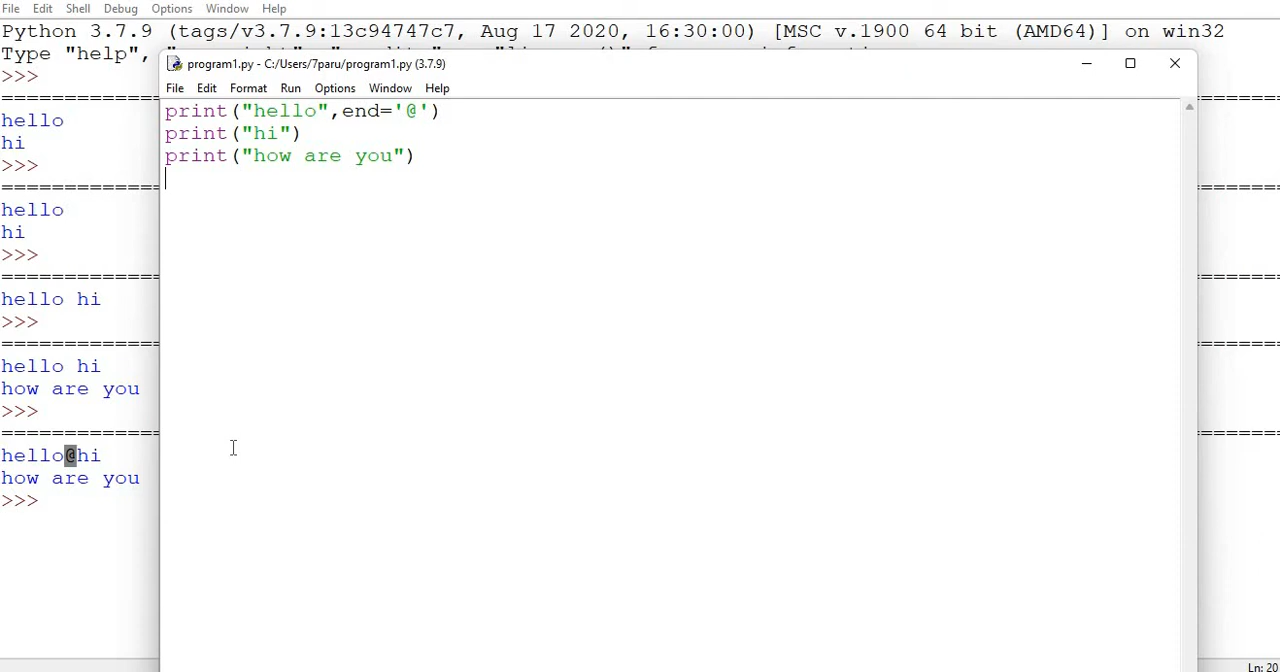 File Edit Shell Debug Options Window Help
Python 3.7.9 (tags/v3.7.9:13c94747c7, Aug 17 2020, 16:30:00) [MSC v.1900 64 bit (AMD64)] on win32
Type "help",
>>>
hello
hi
>>>
hello
hi
>>>
hello hi
>>>
hello hi
how are you
>>>
hello@hi
how are you
>>>
program1.py - C:/Users/7paru/program1.py (3.7.9)
File Edit Format Run Options Window Help
print("hello",end='@')
print("hi")
print("how are you")
Ln: 20